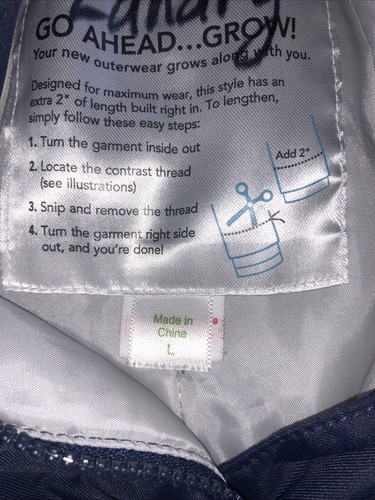 GO AHEAD...GROW!
Your new outerwear grows along with you.
Designed for maximum wear, this style has an
extra 2" of length built right in. To lengthen,
simply follow these easy steps:
1. Turn the garment inside out
2. Locate the contrast thread
(see illustrations)
3. Snip and remove the thread
4. Turn the garment right side
out, and you're done!
Add 2"
Made in
China
L